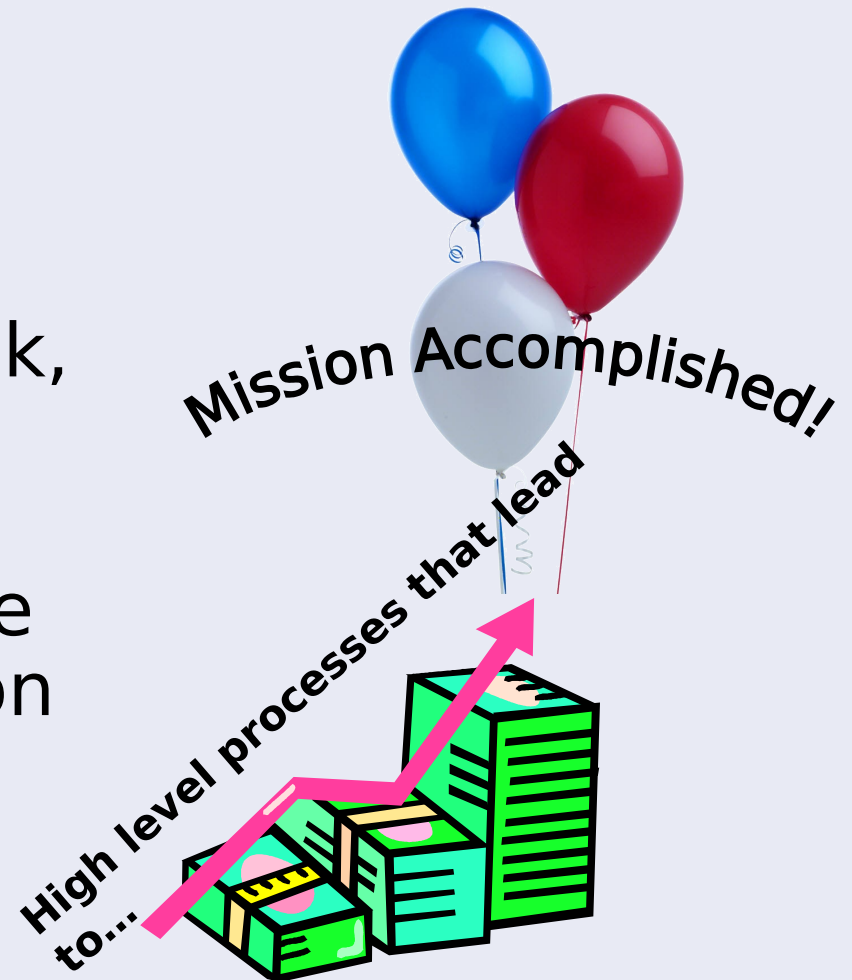 k,
e
on
Mission Accomplished!
High level processes that lead
to...